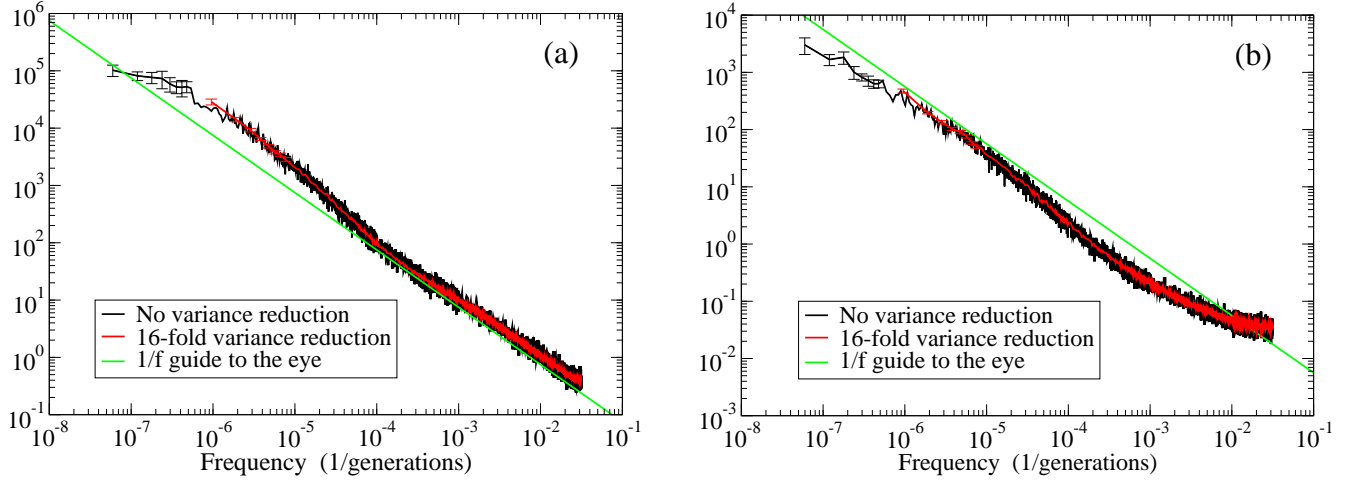 (a)
10^6
10^5
10^4
10^3
10^2
10^1
10^0
10^-1
No variance reduction
16-fold variance reduction
1/f guide to the eye
10^-8 10^-7 10^-6 10^-5 10^-4 10^-3 10^-2 10^-1
Frequency (1/generations)
(b)
10^4
10^3
10^2
10^1
10^0
10^-1
10^-2
10^-3
No variance reduction
16-fold variance reduction
1/f guide to the eye
10^-8 10^-7 10^-6 10^-5 10^-4 10^-3 10^-2 10^-1
Frequency (1/generations)